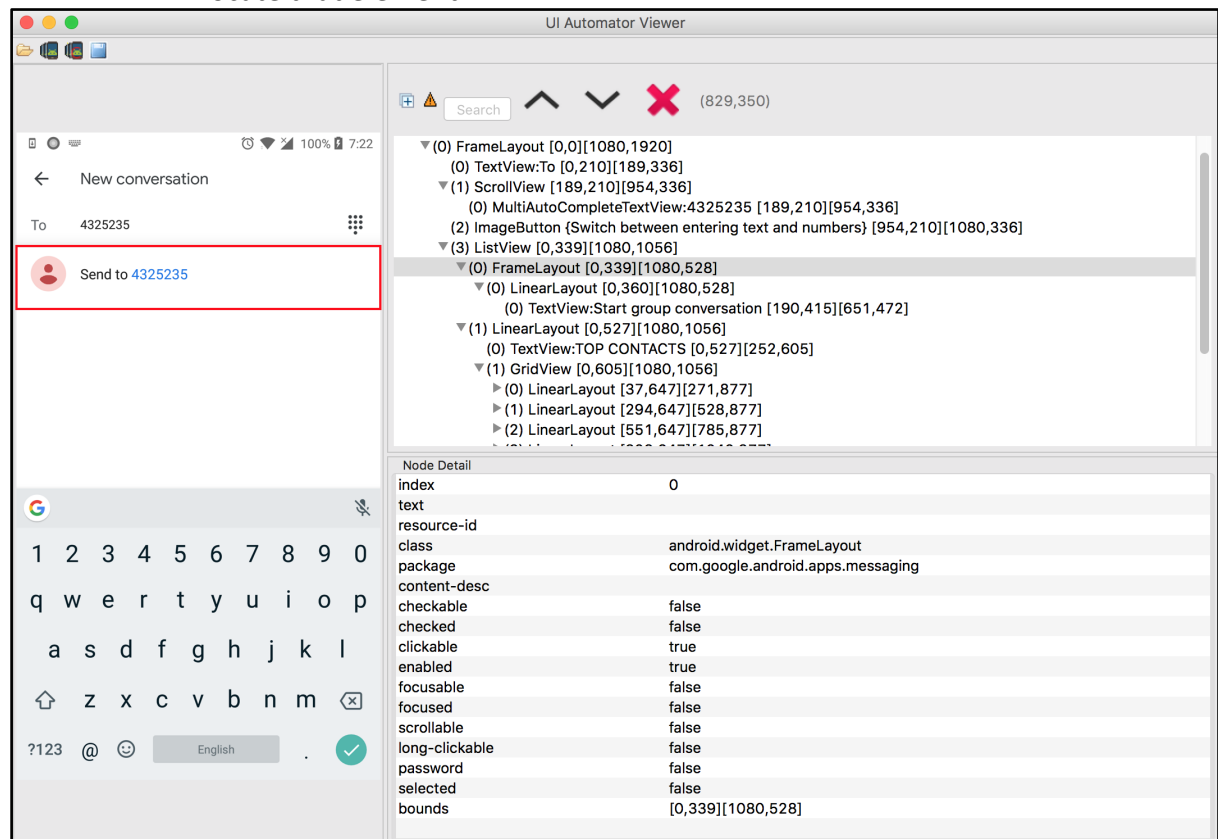 UI Automator Viewer
Search
(829,350)
100% 7:22
New conversation
To 4325235
Send to 4325235
(0) FrameLayout [0,0][1080,1920]
(0) TextView:To [0,210][189,336]
(1) ScrollView [189,210][954,336]
(0) MultiAutoCompleteTextView:4325235 [189,210][954,336]
(2) ImageButton {Switch between entering text and numbers} [954,210][1080,336]
(3) ListView [0,339][1080,1056]
(0) FrameLayout [0,339][1080,528]
(0) LinearLayout [0,360][1080,528]
(0) TextView:Start group conversation [190,415][651,472]
(1) LinearLayout [0,527][1080,1056]
(0) TextView:TOP CONTACTS [0,527][252,605]
(1) GridView [0,605][1080,1056]
(0) LinearLayout [37,647][271,877]
(1) LinearLayout [294,647][528,877]
(2) LinearLayout [551,647][785,877]
G
1 2 3 4 5 6 7 8 9 0
q w e r t y u i o p
a s d f g h j k l
z x c v b n m
?123 @ English .
Node Detail
index 0
text
resource-id
class android.widget.FrameLayout
package com.google.android.apps.messaging
content-desc
checkable false
checked false
clickable true
enabled true
focusable false
focused false
scrollable false
long-clickable false
password false
selected false
bounds [0,339][1080,528]